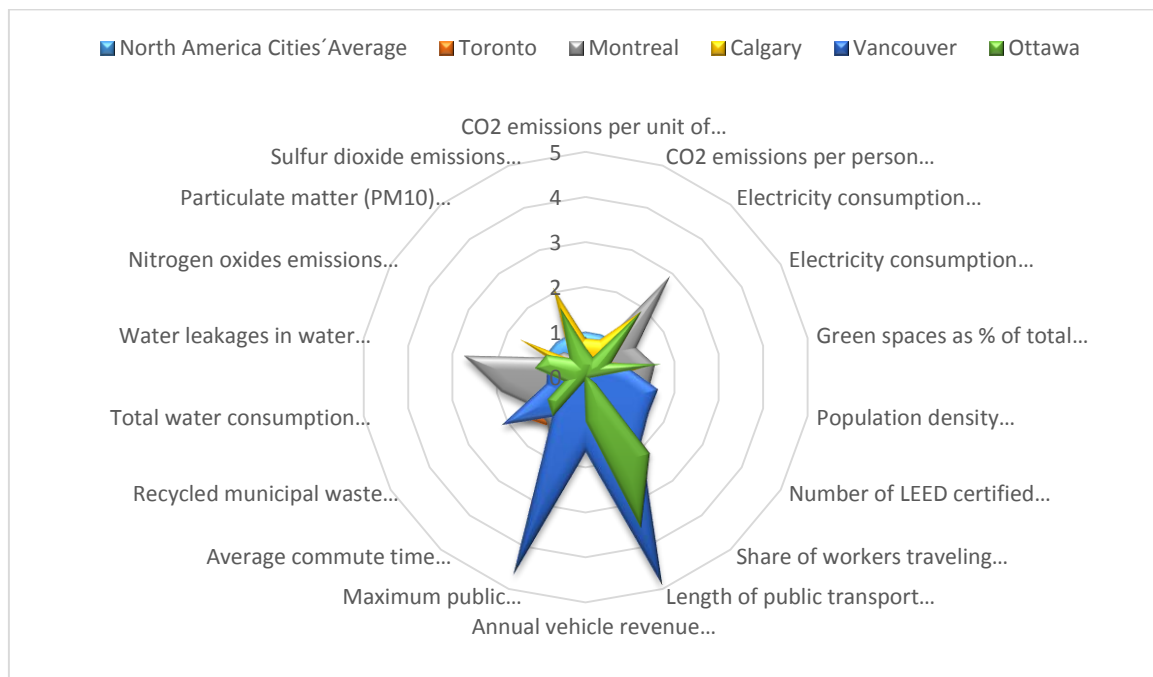 North America Cities´Average Toronto Montreal Calgary Vancouver Ottawa
CO2 emissions per unit of…
Sulfur dioxide emissions… 5 CO2 emissions per person…
Particulate matter (PM10)… 4 Electricity consumption…
3
Nitrogen oxides emissions… Electricity consumption…
2
Water leakages in water… 1 Green spaces as % of total…
0
Total water consumption… Population density…
Recycled municipal waste… Number of LEED certified…
Average commute time… Share of workers traveling…
Maximum public… Length of public transport…
Annual vehicle revenue…